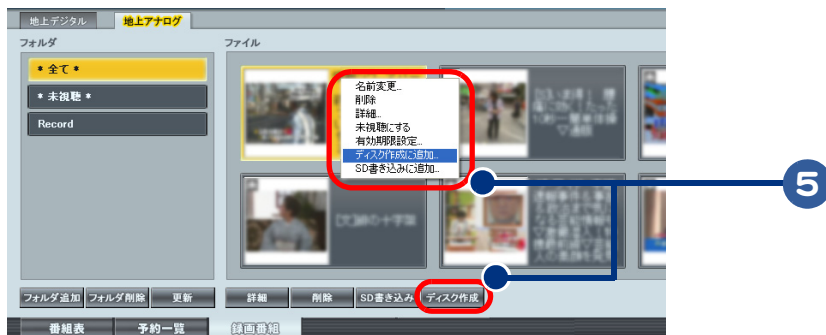 地上デジタル
地上アナログ
フォルダ
ファイル
* 全て *
* 未視聴 *
Record
名前変更...
削除
詳細...
未視聴にする
有効期限設定...
ディスク作成に追加...
SD書き込みに追加...
5
フォルダ追加
フォルダ削除
更新
詳細
削除
SD書き込み
ディスク作成
番組表
予約一覧
録画番組